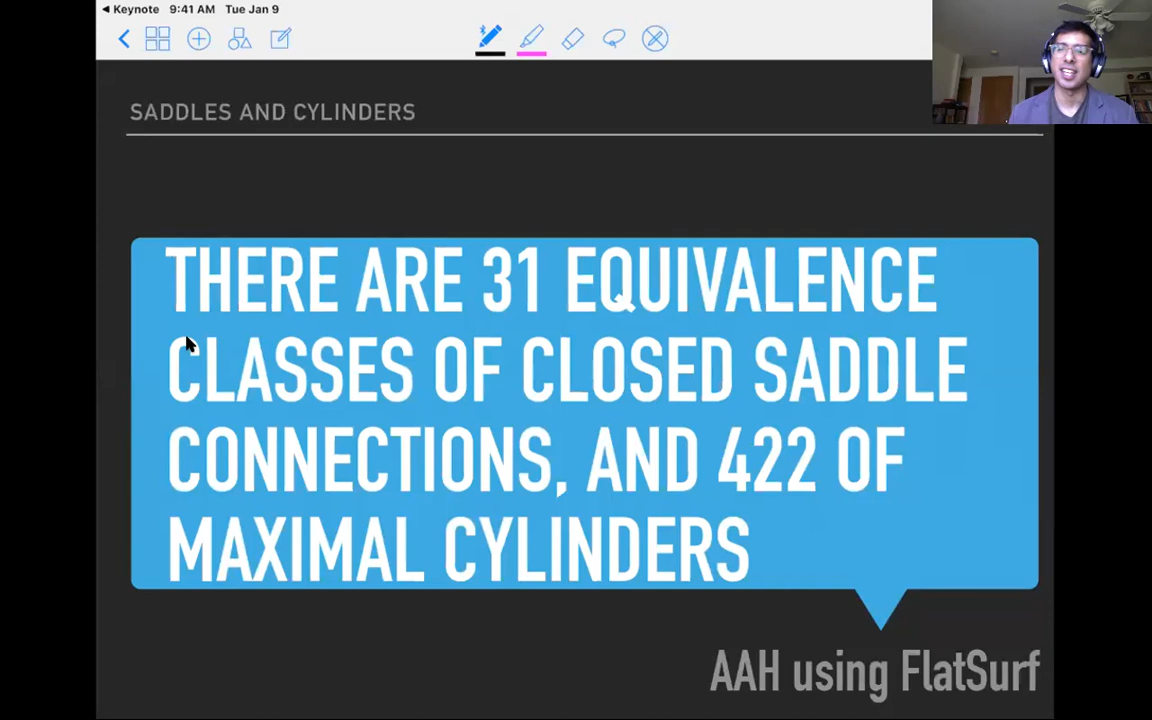 Keynote 9:41 AM Tue Jan 9
SADDLES AND CYLINDERS
THERE ARE 31 EQUIVALENCE
CLASSES OF CLOSED SADDLE
CONNECTIONS, AND 422 OF
MAXIMAL CYLINDERS
AAH using FlatSurf